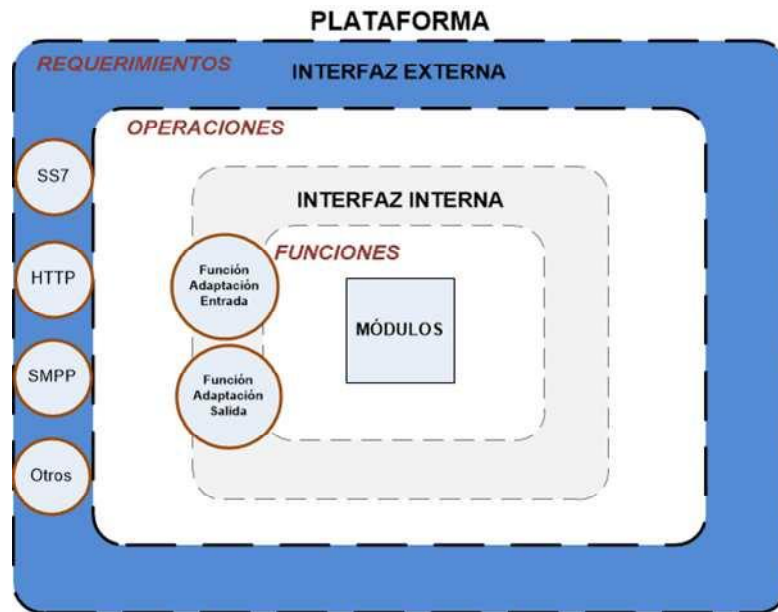 PLATAFORMA
REQUERIMIENTOS
INTERFAZ EXTERNA
OPERACIONES
SS7
INTERFAZ INTERNA
FUNCIONES
HTTP
Función
Adaptación
Entrada
MÓDULOS
SMPP
Función
Adaptación
Salida
Otros